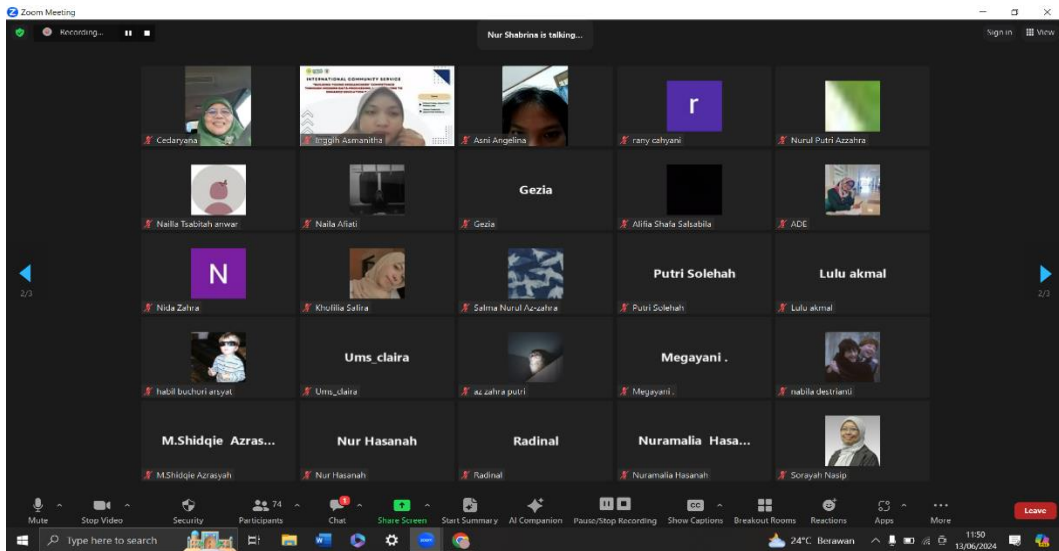 Zoom Meeting
Recording...
Nur Shabrina is talking...
Sign in
View
INTERNATIONAL COMMUNITY SERVICE
Cedaryana
Inggih Asmanitha
Asni Angelina
r
rany cahyani
Nurul Putri Azzahra
Nailla Tsabitah anwar
Naila Afiati
Gezia
Gezia
Alifia Shafa Salsabila
ADE
2/3
N
Nida Zahra
Kholilia Safira
Salma Nurul Az-zahra
Putri Solehah
Putri Solehah
Lulu akmal
Lulu akmal
2/3
habil buchori arsyat
Ums_claira
Ums_claira
az zahra putri
Megayani .
Megayani .
nabila destrianti
M.Shidqie Azras...
M.Shidqie Azrasyah
Nur Hasanah
Nur Hasanah
Radinal
Radinal
Nuramalia Hasa...
Nuramalia Hasanah
Sorayah Nasip
Mute
Stop Video
Security
Participants
74
Chat
1
Share Screen
Start Summary
AI Companion
Pause/Stop Recording
CC
Show Captions
Breakout Rooms
Reactions
Apps
More
Leave
Type here to search
24°C Berawan
11:50
13/06/2024